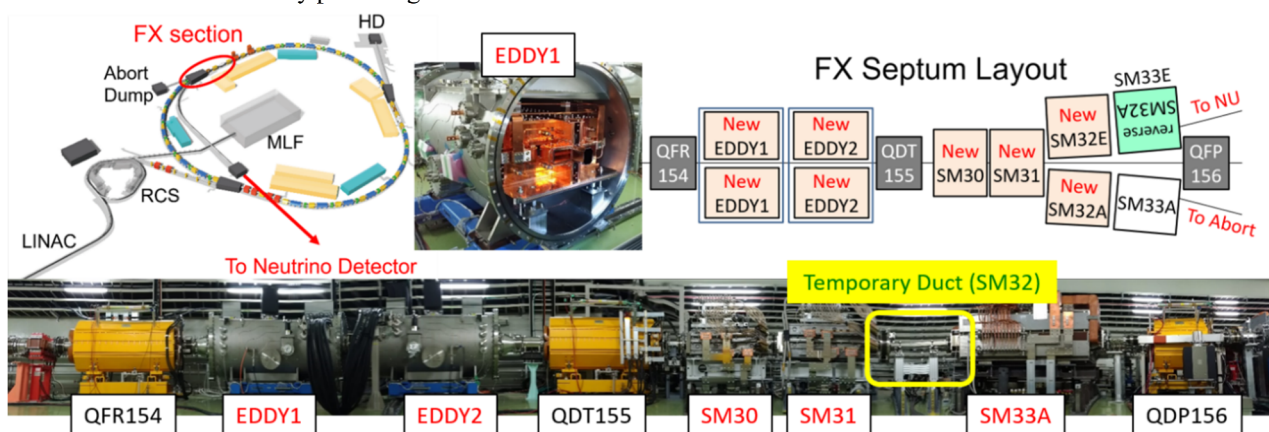 HD
FX section
Abort
Dump
MLF
RCS
LINAC
To Neutrino Detector
EDDY1
FX Septum Layout
QFR
154
New
EDDY1
New
EDDY2
New
EDDY1
New
EDDY2
QDT
155
New
SM30
New
SM31
New
SM32E
New
SM32A
SM33E
reverse
SM32A
SM33A
To NU
QFP
156
To Abort
Temporary Duct (SM32)
QFR154
EDDY1
EDDY2
QDT155
SM30
SM31
SM33A
QDP156